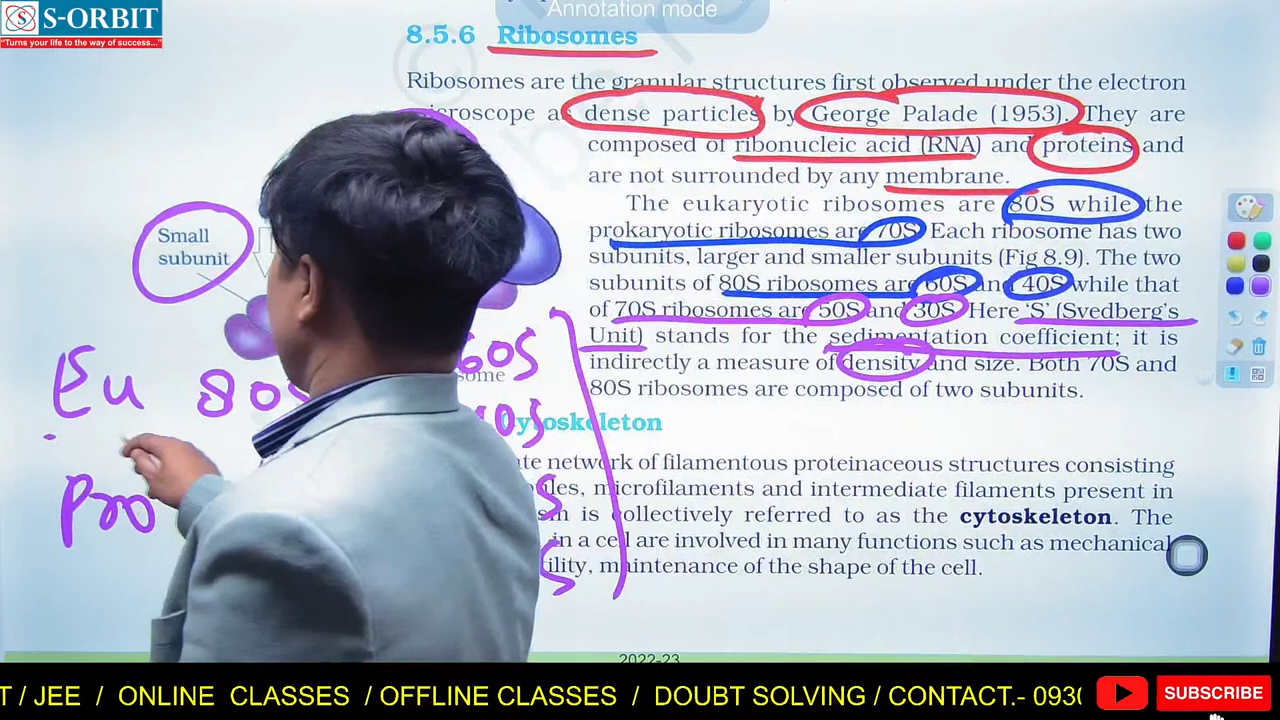 S-ORBIT
"Turns your life to the way of success..."
Annotation mode
8.5.6 Ribosomes
Ribosomes are the granular structures first observed under the electron
microscope as dense particles by George Palade (1953). They are
composed of ribonucleic acid (RNA) and proteins and
are not surrounded by any membrane.
The eukaryotic ribosomes are 80S while the
prokaryotic ribosomes are 70S. Each ribosome has two
subunits, larger and smaller subunits (Fig 8.9). The two
subunits of 80S ribosomes are 60S and 40S while that
of 70S ribosomes are 50S and 30S. Here 'S' (Svedberg's
Unit) stands for the sedimentation coefficient; it is
indirectly a measure of density and size. Both 70S and
80S ribosomes are composed of two subunits.
Small
subunit
some
Eu 80S 60S
40S
Pro S
S
Cytoskeleton
network of filamentous proteinaceous structures consisting
microfilaments and intermediate filaments present in
is collectively referred to as the cytoskeleton. The
in a cell are involved in many functions such as mechanical
maintenance of the shape of the cell.
2022-23
T / JEE / ONLINE CLASSES / OFFLINE CLASSES / DOUBT SOLVING / CONTACT.- 093
SUBSCRIBE